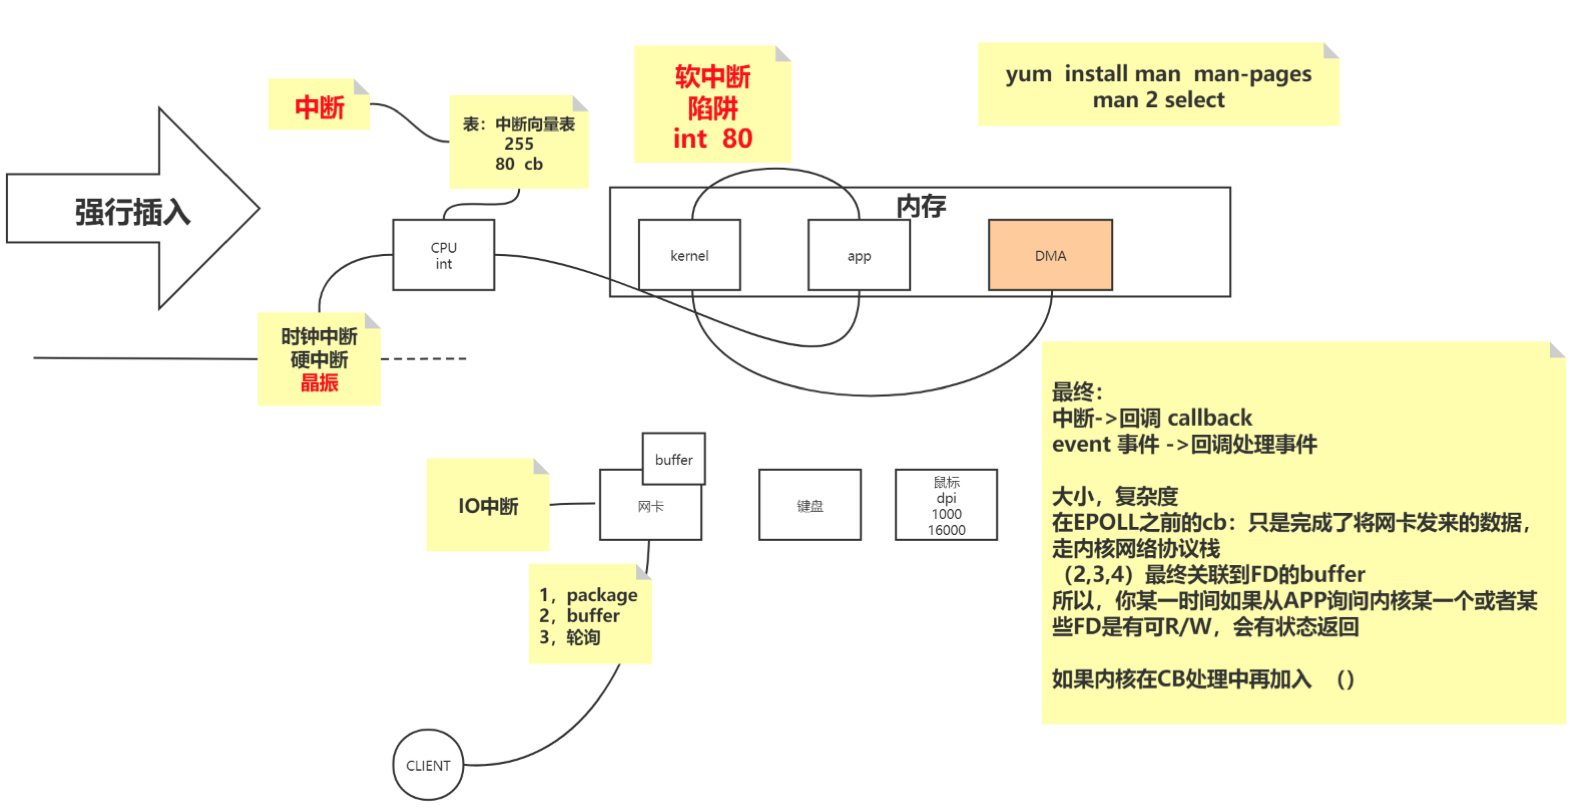 中断
表：中断向量表
255
80  cb
软中断
陷阱
int  80
yum  install man  man-pages
man 2 select
强行插入
CPU
int
内存
kernel
app
DMA
时钟中断
硬中断
晶振
最终：
中断->回调 callback
event 事件 ->回调处理事件
大小，复杂度
在EPOLL之前的cb：只是完成了将网卡发来的数据，
走内核网络协议栈
（2,3,4）最终关联到FD的buffer
所以，你某一时间如果从APP询问内核某一个或者某
些FD是有可R/W，会有状态返回
如果内核在CB处理中再加入  （）
buffer
IO中断
网卡
键盘
鼠标
dpi
1000
16000
1，package
2，buffer
3，轮询
CLIENT